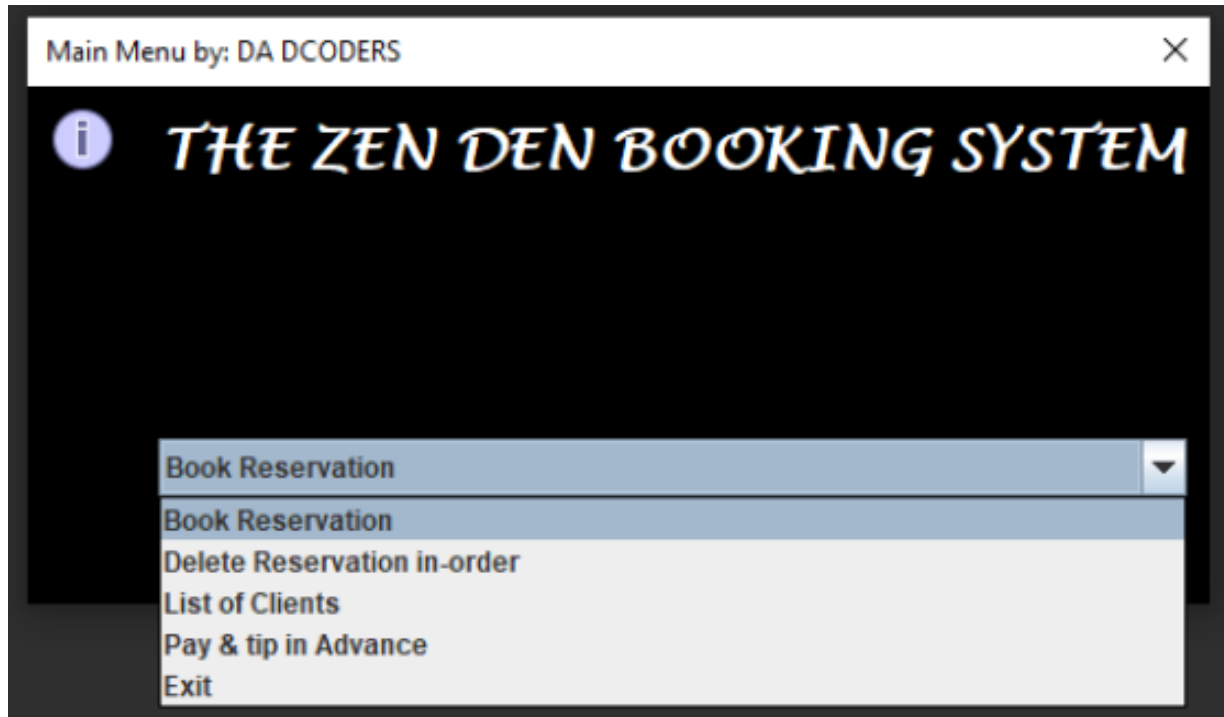 Main Menu by: DA DCODERS
THE ZEN DEN BOOKING SYSTEM
Book Reservation
Book Reservation
Delete Reservation in-order
List of Clients
Pay & tip in Advance
Exit